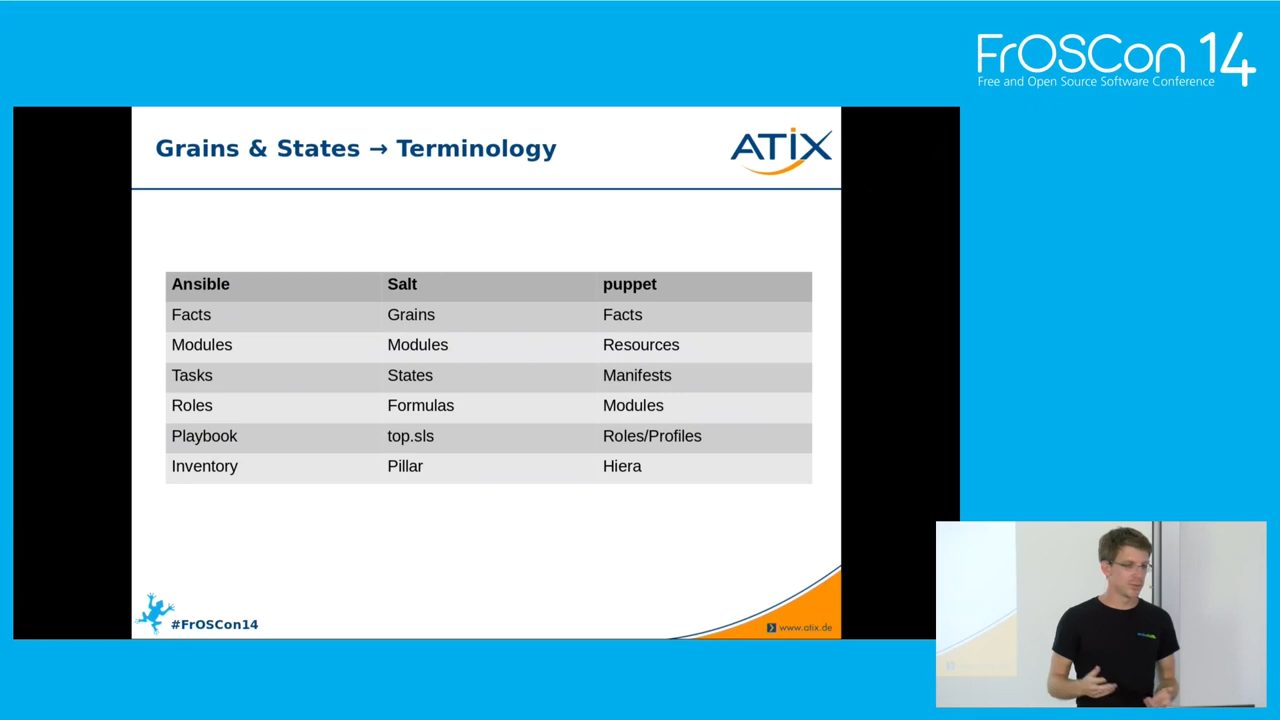 FrOSCon 14
Free and Open Source Software Conference
Grains & States → Terminology
ATiX
Ansible Salt puppet
Facts Grains Facts
Modules Modules Resources
Tasks States Manifests
Roles Formulas Modules
Playbook top.sls Roles/Profiles
Inventory Pillar Hiera
#FrOSCon14
www.atix.de